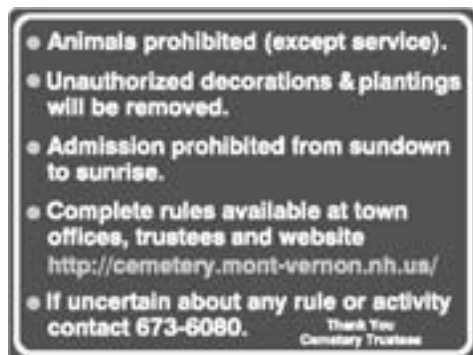 • Animals prohibited (except service).
• Unauthorized decorations & plantings
will be removed.
• Admission prohibited from sundown
to sunrise.
• Complete rules available at town
offices, trustees and website
http://cemetery.mont-vernon.nh.us/
• If uncertain about any rule or activity
contact 673-6080.
Thank You
Cemetary Trustees